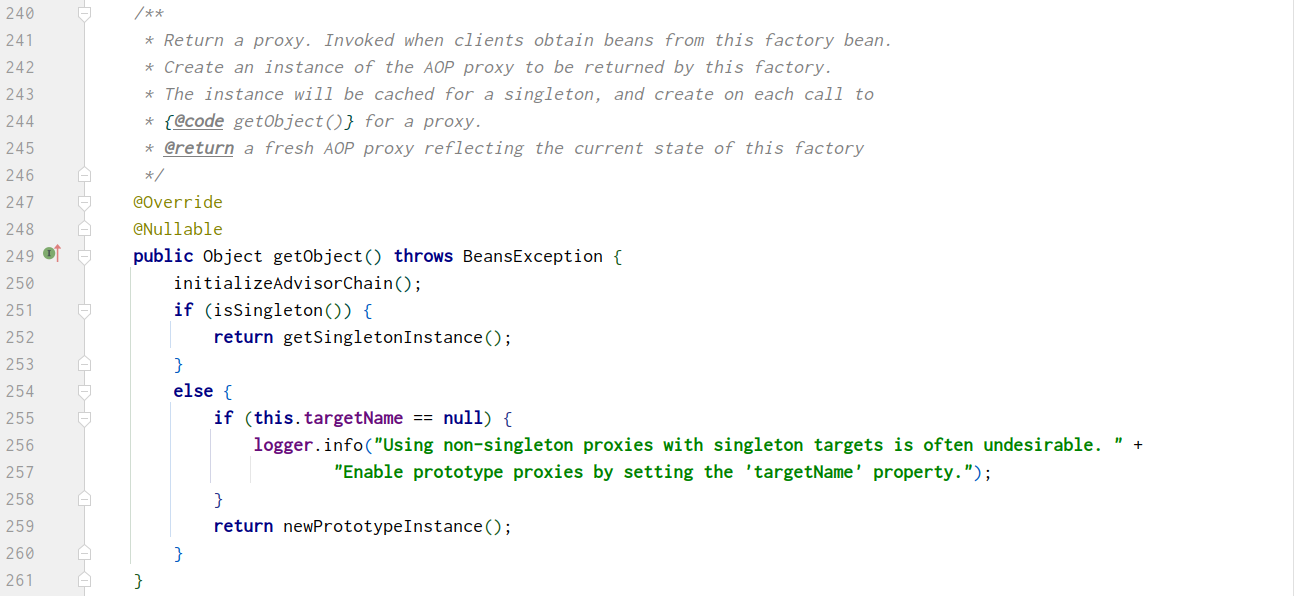 240 /**
241  * Return a proxy. Invoked when clients obtain beans from this factory bean.
242  * Create an instance of the AOP proxy to be returned by this factory.
243  * The instance will be cached for a singleton, and create on each call to
244  * {@code getObject()} for a proxy.
245  * @return a fresh AOP proxy reflecting the current state of this factory
246  */
247 @Override
248 @Nullable
249 public Object getObject() throws BeansException {
250     initializeAdvisorChain();
251     if (isSingleton()) {
252         return getSingletonInstance();
253     }
254     else {
255         if (this.targetName == null) {
256             logger.info("Using non-singleton proxies with singleton targets is often undesirable. " +
257                     "Enable prototype proxies by setting the 'targetName' property.");
258         }
259         return newPrototypeInstance();
260     }
261 }